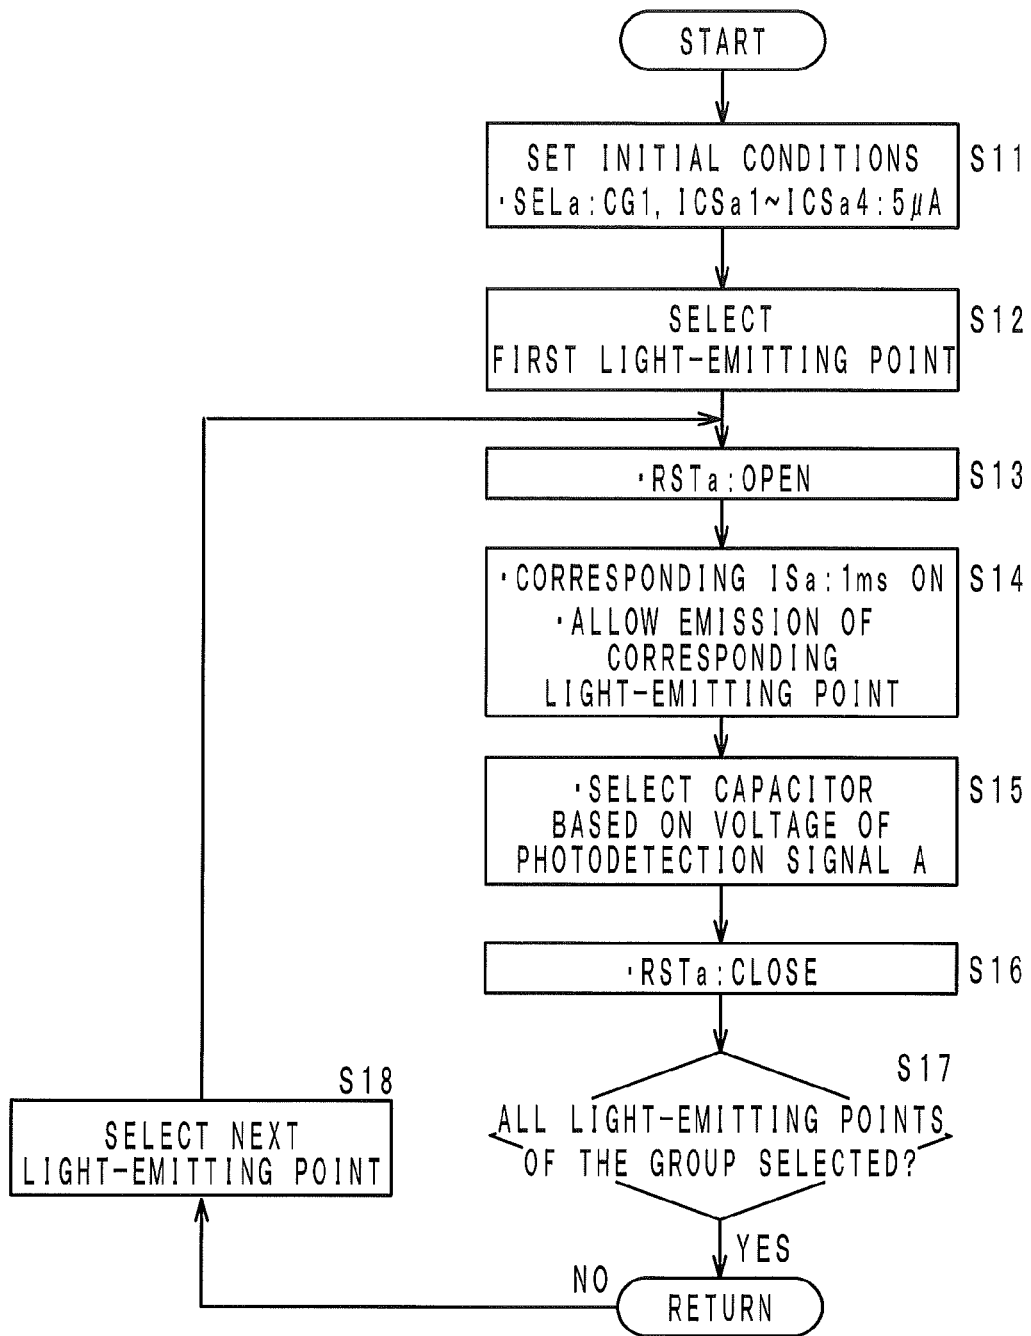 START
SET INITIAL CONDITIONS
・SELa:CG1, ICSa1~ICSa4:5μA
S11
SELECT
FIRST LIGHT-EMITTING POINT
S12
・RSTa:OPEN
S13
・CORRESPONDING ISa:1ms ON
・ALLOW EMISSION OF
CORRESPONDING
LIGHT-EMITTING POINT
S14
・SELECT CAPACITOR
BASED ON VOLTAGE OF
PHOTODETECTION SIGNAL A
S15
・RSTa:CLOSE
S16
S17
ALL LIGHT-EMITTING POINTS
OF THE GROUP SELECTED?
S18
SELECT NEXT
LIGHT-EMITTING POINT
YES
NO
RETURN